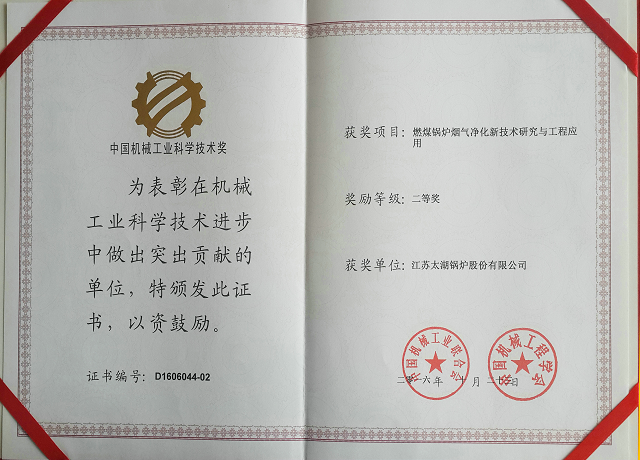 中国机械工业科学技术奖
为表彰在机械
工业科学技术进步
中做出突出贡献的
单位，特颁发此证
书，以资鼓励。
证书编号：D1606044-02
获奖项目：燃煤锅炉烟气净化新技术研究与工程应
用
奖励等级：二等奖
获奖单位：江苏太湖锅炉股份有限公司
中国机械工业联合会
中国机械工程学会